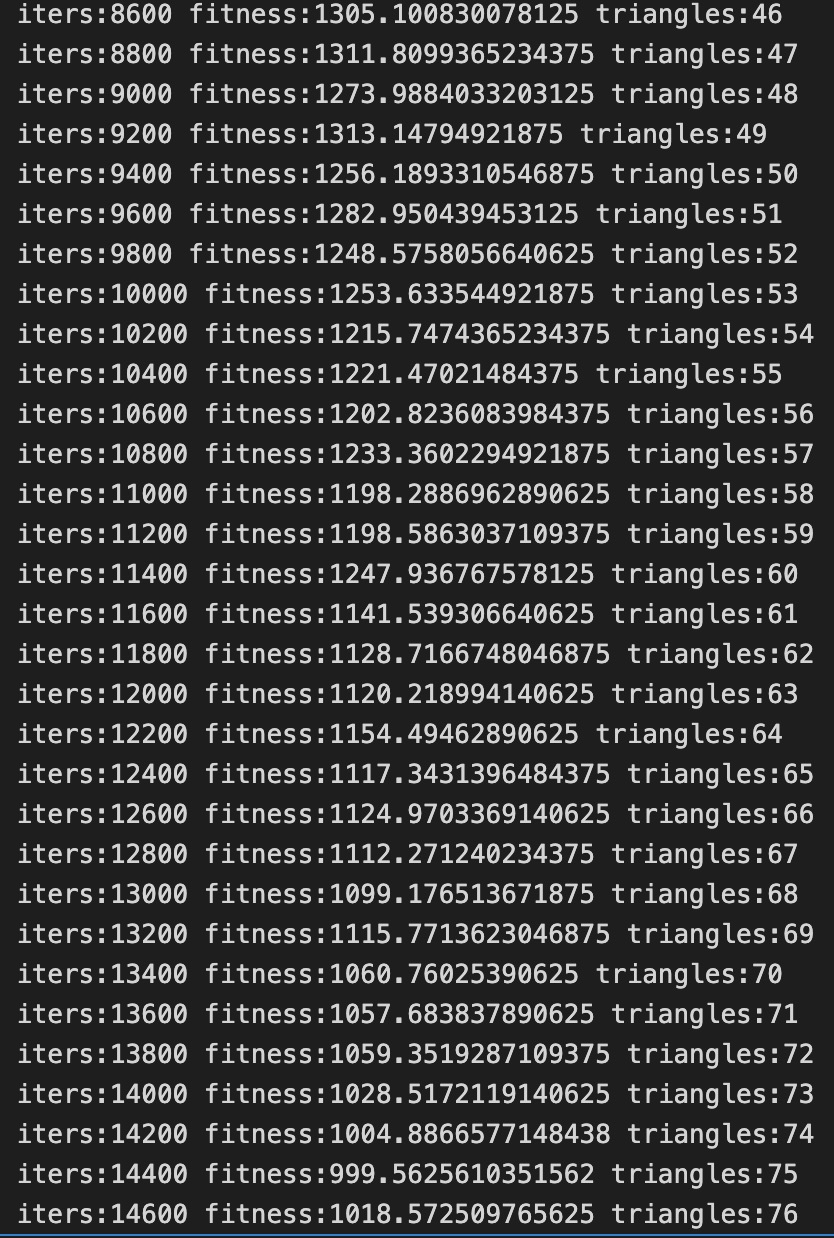 iters:8600 fitness:1305.100830078125 triangles:46
iters:8800 fitness:1311.8099365234375 triangles:47
iters:9000 fitness:1273.9884033203125 triangles:48
iters:9200 fitness:1313.14794921875 triangles:49
iters:9400 fitness:1256.1893310546875 triangles:50
iters:9600 fitness:1282.950439453125 triangles:51
iters:9800 fitness:1248.5758056640625 triangles:52
iters:10000 fitness:1253.633544921875 triangles:53
iters:10200 fitness:1215.7474365234375 triangles:54
iters:10400 fitness:1221.47021484375 triangles:55
iters:10600 fitness:1202.8236083984375 triangles:56
iters:10800 fitness:1233.3602294921875 triangles:57
iters:11000 fitness:1198.2886962890625 triangles:58
iters:11200 fitness:1198.5863037109375 triangles:59
iters:11400 fitness:1247.936767578125 triangles:60
iters:11600 fitness:1141.539306640625 triangles:61
iters:11800 fitness:1128.7166748046875 triangles:62
iters:12000 fitness:1120.218994140625 triangles:63
iters:12200 fitness:1154.49462890625 triangles:64
iters:12400 fitness:1117.3431396484375 triangles:65
iters:12600 fitness:1124.9703369140625 triangles:66
iters:12800 fitness:1112.271240234375 triangles:67
iters:13000 fitness:1099.176513671875 triangles:68
iters:13200 fitness:1115.7713623046875 triangles:69
iters:13400 fitness:1060.76025390625 triangles:70
iters:13600 fitness:1057.683837890625 triangles:71
iters:13800 fitness:1059.3519287109375 triangles:72
iters:14000 fitness:1028.5172119140625 triangles:73
iters:14200 fitness:1004.8866577148438 triangles:74
iters:14400 fitness:999.5625610351562 triangles:75
iters:14600 fitness:1018.572509765625 triangles:76